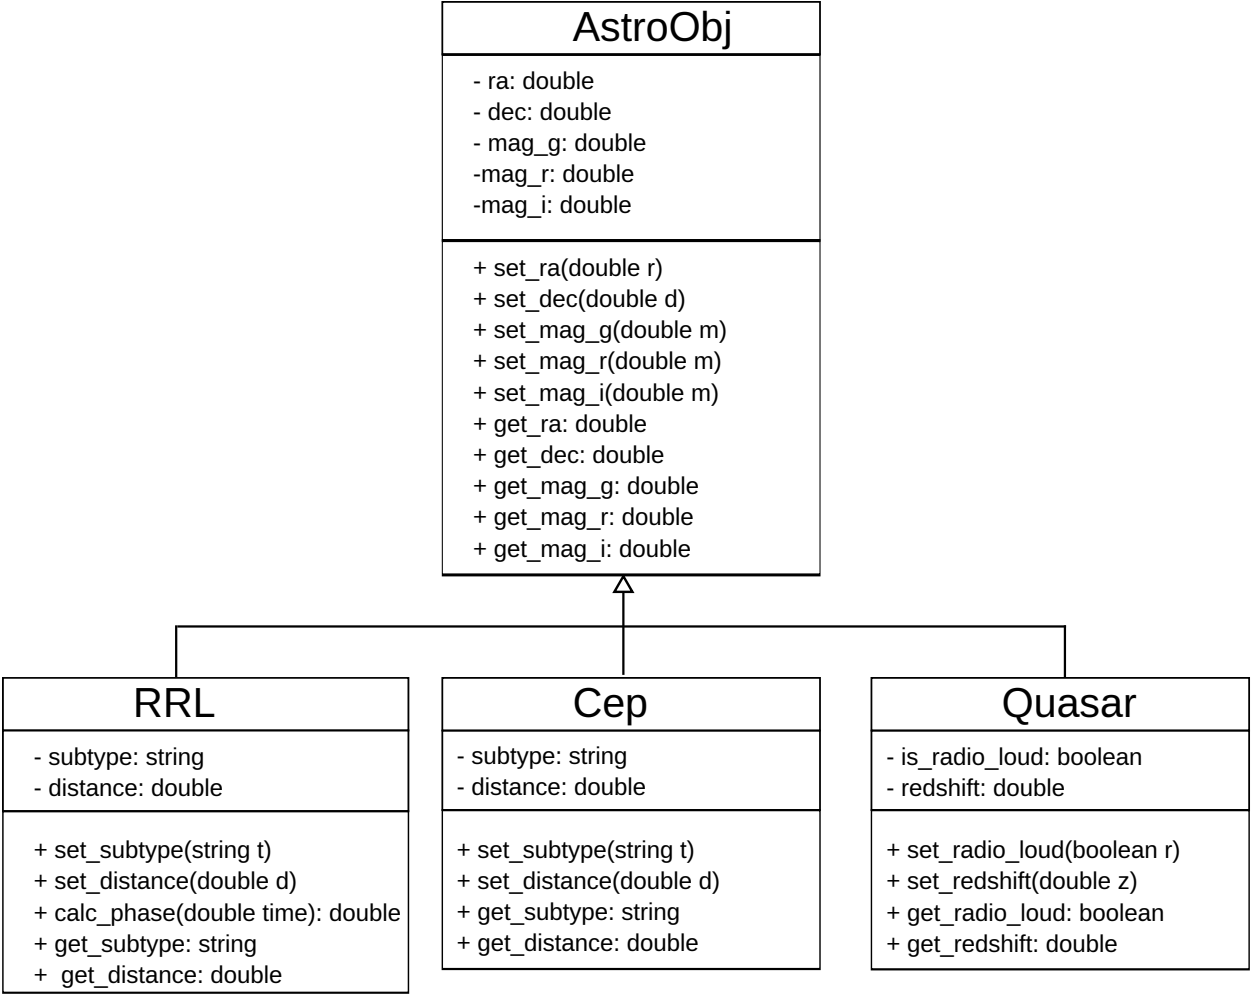 AstroObj
- ra: double
- dec: double
- mag_g: double
-mag_r: double
-mag_i: double
+ set_ra(double r)
+ set_dec(double d)
+ set_mag_g(double m)
+ set_mag_r(double m)
+ set_mag_i(double m)
+ get_ra: double
+ get_dec: double
+ get_mag_g: double
+ get_mag_r: double
+ get_mag_i: double
RRL
- subtype: string
- distance: double
+ set_subtype(string t)
+ set_distance(double d)
+ calc_phase(double time): double
+ get_subtype: string
+  get_distance: double
Cep
- subtype: string
- distance: double
+ set_subtype(string t)
+ set_distance(double d)
+ get_subtype: string
+ get_distance: double
Quasar
- is_radio_loud: boolean
- redshift: double
+ set_radio_loud(boolean r)
+ set_redshift(double z)
+ get_radio_loud: boolean
+ get_redshift: double